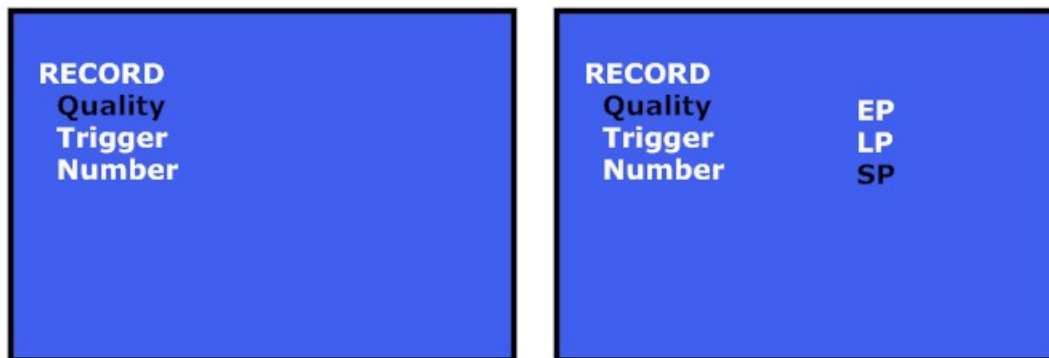 RECORD
Quality
Trigger
Number
RECORD
Quality
Trigger
Number
EP
LP
SP